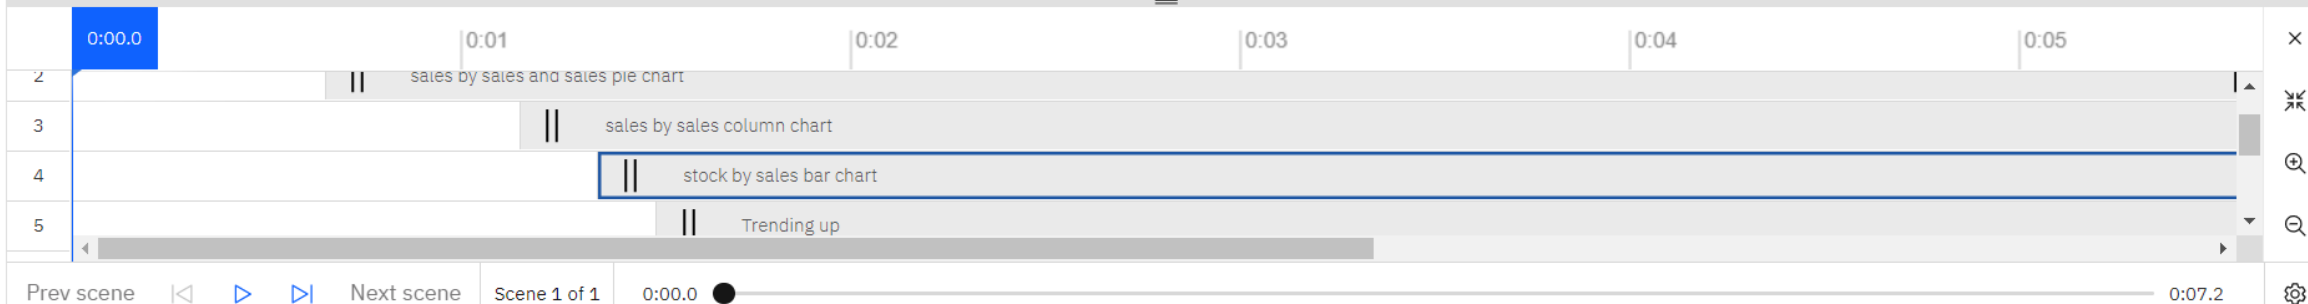 0:00.0 0:01 0:02 0:03 0:04 0:05
2 sales by sales and sales pie chart
3 sales by sales column chart
4 stock by sales bar chart
5 Trending up
Prev scene Next scene Scene 1 of 1 0:00.0 0:07.2